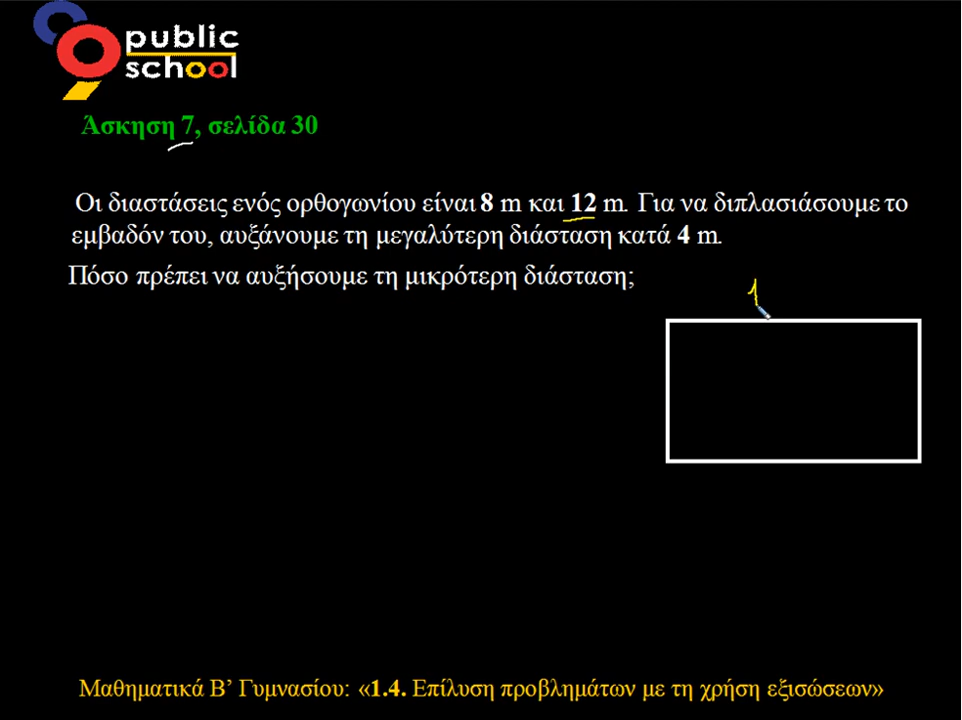 public
school
Άσκηση 7, σελίδα 30
Οι διαστάσεις ενός ορθογωνίου είναι 8 m και 12 m. Για να διπλασιάσουμε το
εμβαδόν του, αυξάνουμε τη μεγαλύτερη διάσταση κατά 4 m.
Πόσο πρέπει να αυξήσουμε τη μικρότερη διάσταση;
1
Μαθηματικά Β’ Γυμνασίου: «1.4. Επίλυση προβλημάτων με τη χρήση εξισώσεων»